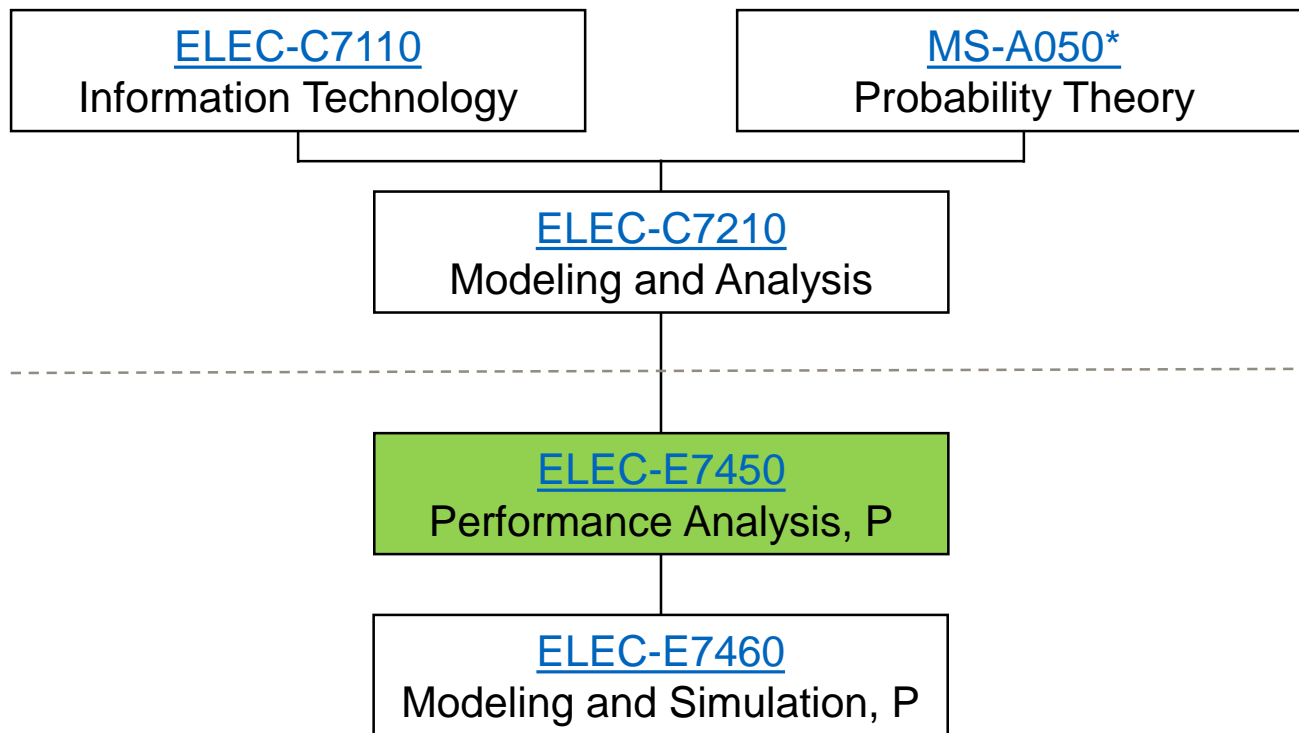 ELEC-C7110
Information Technology
MS-A050*
Probability Theory
ELEC-C7210
Modeling and Analysis
ELEC-E7450
Performance Analysis, P
ELEC-E7460
Modeling and Simulation, P